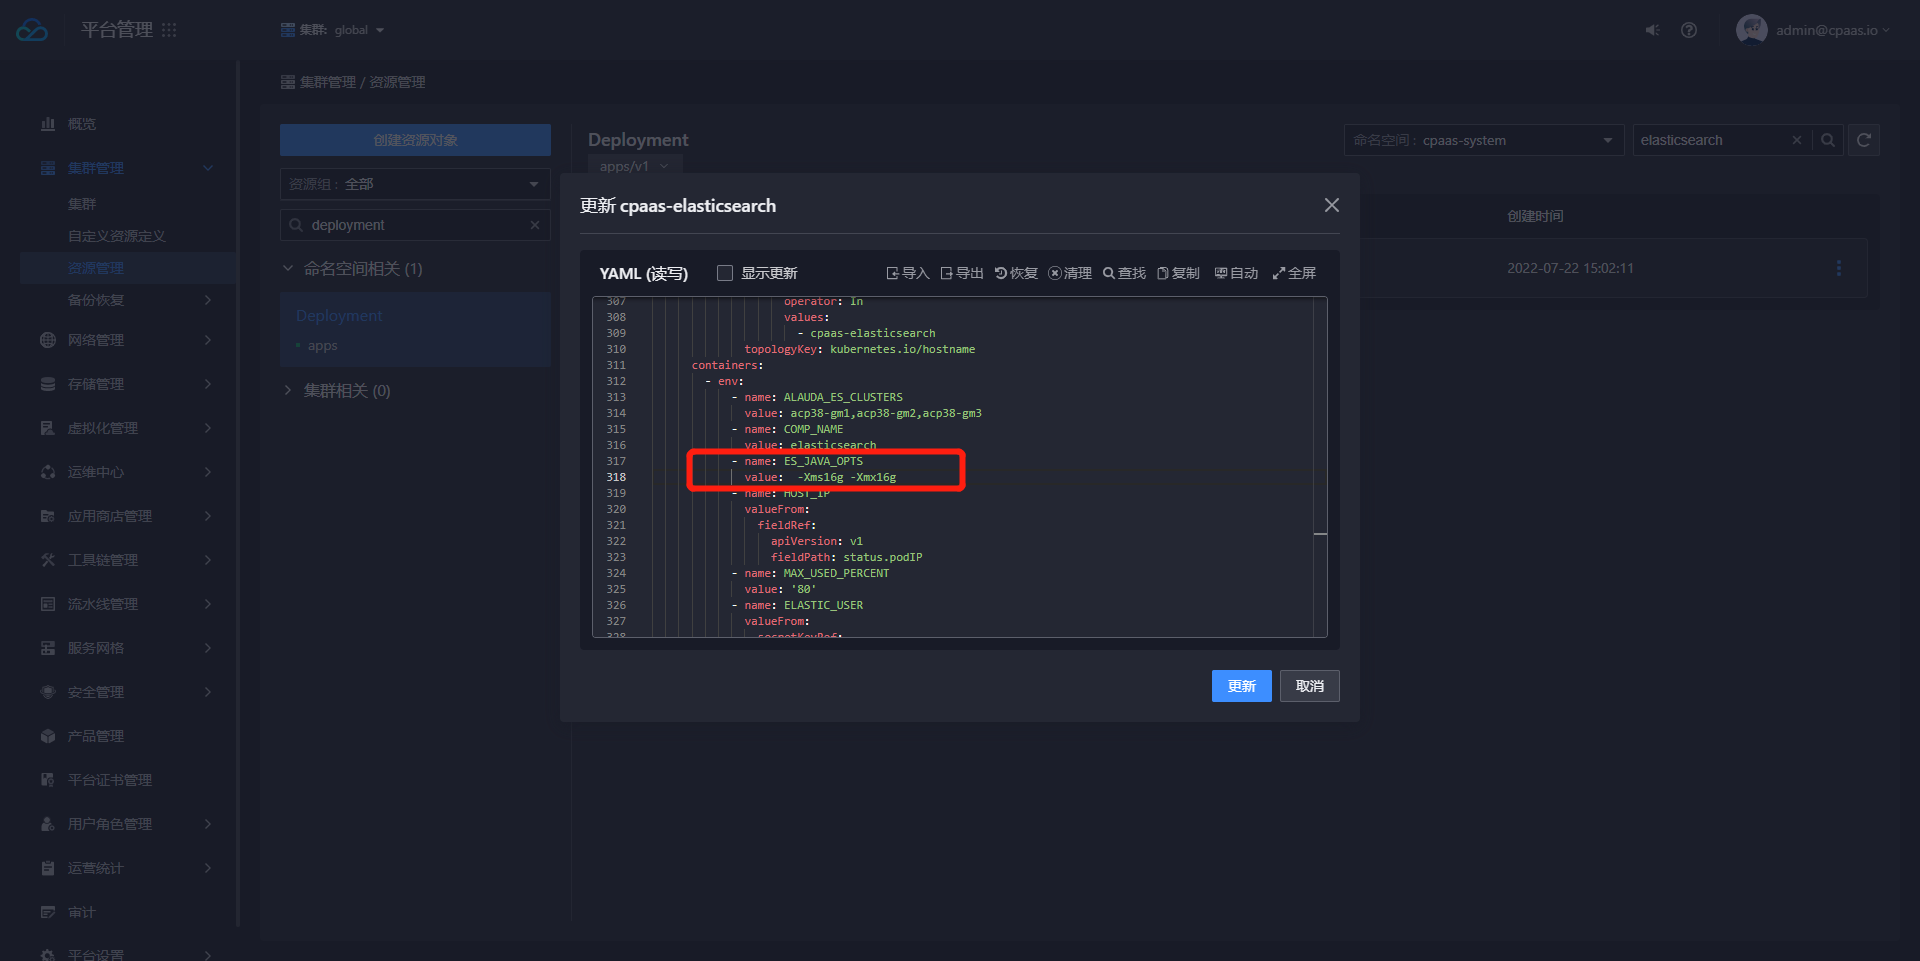 平台管理
集群: global
admin@cpaas.io
集群管理 / 资源管理
概览
集群管理
集群
自定义资源定义
资源管理
备份恢复
网络管理
存储管理
虚拟化管理
运维中心
应用商店管理
工具链管理
流水线管理
服务网格
安全管理
产品管理
平台证书管理
用户角色管理
运营统计
审计
平台设置
创建资源对象
资源组 : 全部
deployment
命名空间相关 (1)
Deployment
apps
集群相关 (0)
Deployment
apps/v1
命名空间 : cpaas-system
elasticsearch
创建时间
2022-07-22 15:02:11
更新 cpaas-elasticsearch
YAML (读写) 显示更新 导入 导出 恢复 清理 查找 复制 自动 全屏
307 operator: In
308 values:
309 - cpaas-elasticsearch
310 topologyKey: kubernetes.io/hostname
311 containers:
312 - env:
313 - name: ALAUDA_ES_CLUSTERS
314 value: acp38-gm1,acp38-gm2,acp38-gm3
315 - name: COMP_NAME
316 value: elasticsearch
317 - name: ES_JAVA_OPTS
318 value: -Xms16g -Xmx16g
319 - name: HOST_IP
320 valueFrom:
321 fieldRef:
322 apiVersion: v1
323 fieldPath: status.podIP
324 - name: MAX_USED_PERCENT
325 value: '80'
326 - name: ELASTIC_USER
327 valueFrom:
328 secretKeyRef:
更新 取消